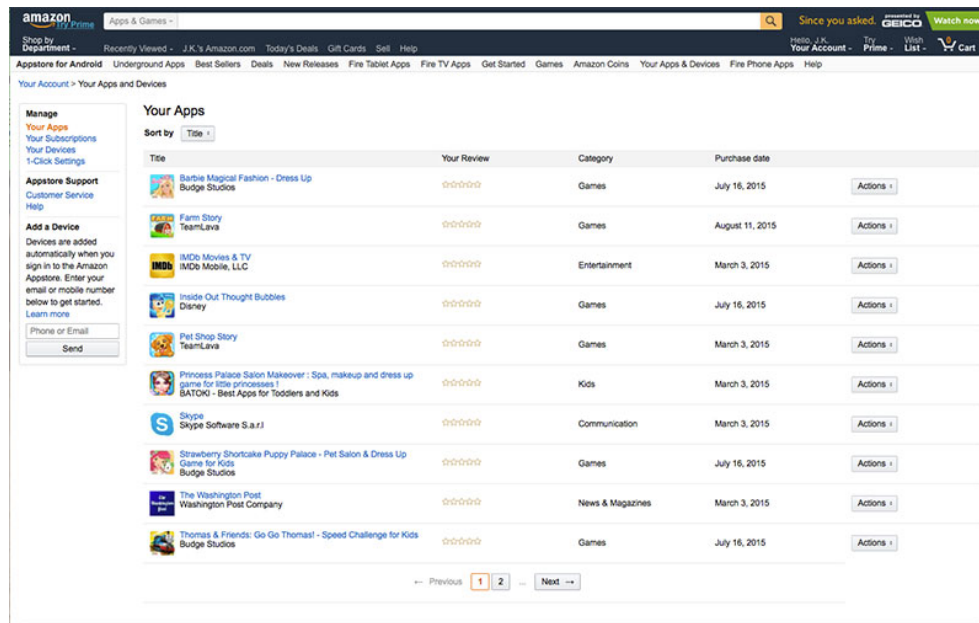 amazon
Try Prime
Apps & Games
Since you asked. presented by GEICO Watch now
Shop by
Department
Recently Viewed J.K.'s Amazon.com Today's Deals Gift Cards Sell Help
Hello, J.K.
Your Account
Try
Prime
Wish
List
0
Cart
Appstore for Android Underground Apps Best Sellers Deals New Releases Fire Tablet Apps Fire TV Apps Get Started Games Amazon Coins Your Apps & Devices Fire Phone Apps Help
Your Account > Your Apps and Devices
Manage
Your Apps
Your Subscriptions
Your Devices
1-Click Settings
Appstore Support
Customer Service
Help
Add a Device
Devices are added
automatically when you
sign in to the Amazon
Appstore. Enter your
email or mobile number
below to get started.
Learn more
Phone or Email
Send
Your Apps
Sort by Title
Title Your Review Category Purchase date
Barbie Magical Fashion - Dress Up
Budge Studios
Games July 16, 2015 Actions
FARM
Farm Story
TeamLava
Games August 11, 2015 Actions
IMDb
IMDb Movies & TV
IMDb Mobile, LLC
Entertainment March 3, 2015 Actions
Inside Out Thought Bubbles
Disney
Games July 16, 2015 Actions
Pet Shop Story
TeamLava
Games March 3, 2015 Actions
Princess Palace Salon Makeover : Spa, makeup and dress up
game for little princesses !
BATOKI - Best Apps for Toddlers and Kids
Kids March 3, 2015 Actions
S
Skype
Skype Software S.a.r.l
Communication March 3, 2015 Actions
Strawberry Shortcake Puppy Palace - Pet Salon & Dress Up
Game for Kids
Budge Studios
Games July 16, 2015 Actions
The
Washington
Post
The Washington Post
Washington Post Company
News & Magazines March 3, 2015 Actions
Thomas & Friends: Go Go Thomas! - Speed Challenge for Kids
Budge Studios
Games July 16, 2015 Actions
← Previous 1 2 ... Next →